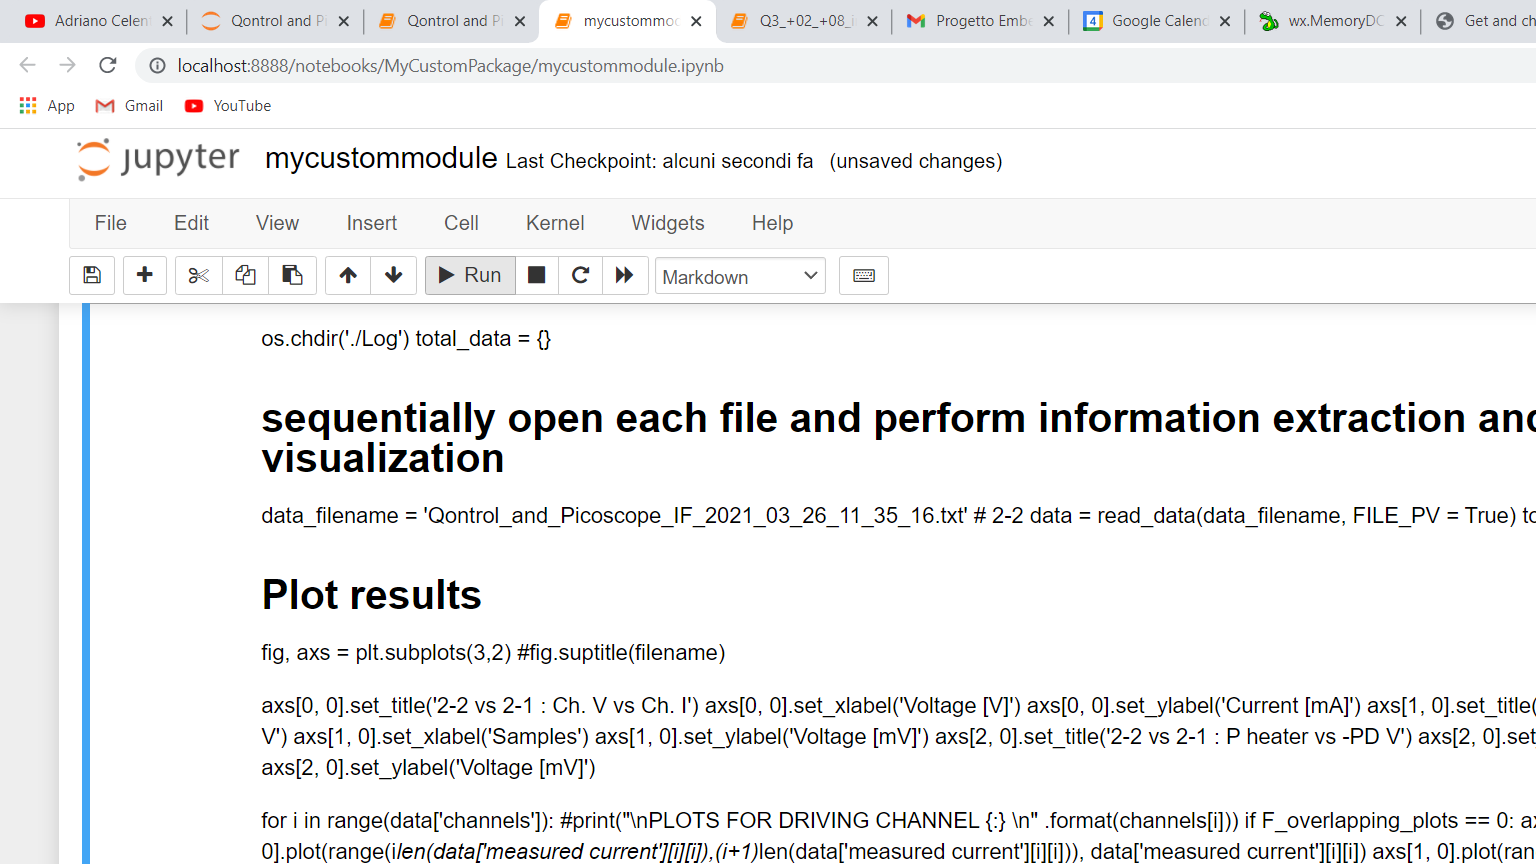 Adriano Celent
Qontrol and Pi
Qontrol and Pi
mycustommod
Q3_+02_+08_i
Progetto Embe
Google Calend
wx.MemoryDC
Get and ch
localhost:8888/notebooks/MyCustomPackage/mycustommodule.ipynb
App
Gmail
YouTube
jupyter mycustommodule Last Checkpoint: alcuni secondi fa (unsaved changes)
File Edit View Insert Cell Kernel Widgets Help
Run Markdown
os.chdir('./Log') total_data = {}
sequentially open each file and perform information extraction and
visualization
data_filename = 'Qontrol_and_Picoscope_IF_2021_03_26_11_35_16.txt' # 2-2 data = read_data(data_filename, FILE_PV = True) to
Plot results
fig, axs = plt.subplots(3,2) #fig.suptitle(filename)
axs[0, 0].set_title('2-2 vs 2-1 : Ch. V vs Ch. I') axs[0, 0].set_xlabel('Voltage [V]') axs[0, 0].set_ylabel('Current [mA]') axs[1, 0].set_title(
V') axs[1, 0].set_xlabel('Samples') axs[1, 0].set_ylabel('Voltage [mV]') axs[2, 0].set_title('2-2 vs 2-1 : P heater vs -PD V') axs[2, 0].set
axs[2, 0].set_ylabel('Voltage [mV]')
for i in range(data['channels']): #print("\nPLOTS FOR DRIVING CHANNEL {:} \n" .format(channels[i])) if F_overlapping_plots == 0: ax
0].plot(range(ilen(data['measured current'][i][i]),(i+1)len(data['measured current'][i][i])), data['measured current'][i][i]) axs[1, 0].plot(ran